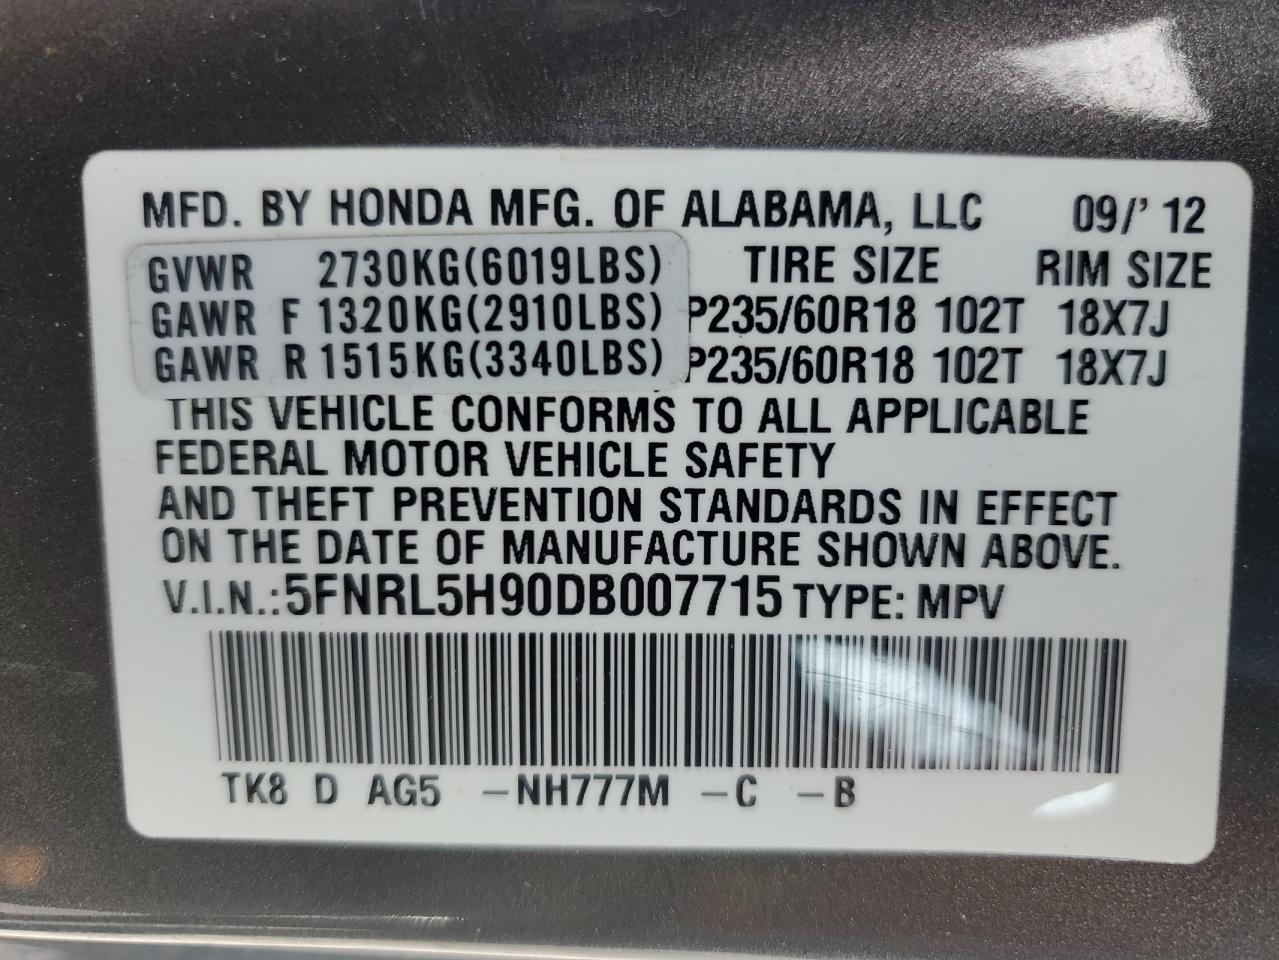 MFD. BY HONDA MFG. OF ALABAMA, LLC 09/' 12
GVWR 2730KG(6019LBS) TIRE SIZE RIM SIZE
GAWR F 1320KG(2910LBS) P235/60R18 102T 18X7J
GAWR R 1515KG(3340LBS) P235/60R18 102T 18X7J
THIS VEHICLE CONFORMS TO ALL APPLICABLE
FEDERAL MOTOR VEHICLE SAFETY
AND THEFT PREVENTION STANDARDS IN EFFECT
ON THE DATE OF MANUFACTURE SHOWN ABOVE.
V.I.N.:5FNRL5H90DB007715 TYPE: MPV
TK8 D AG5 –NH777M –C –B